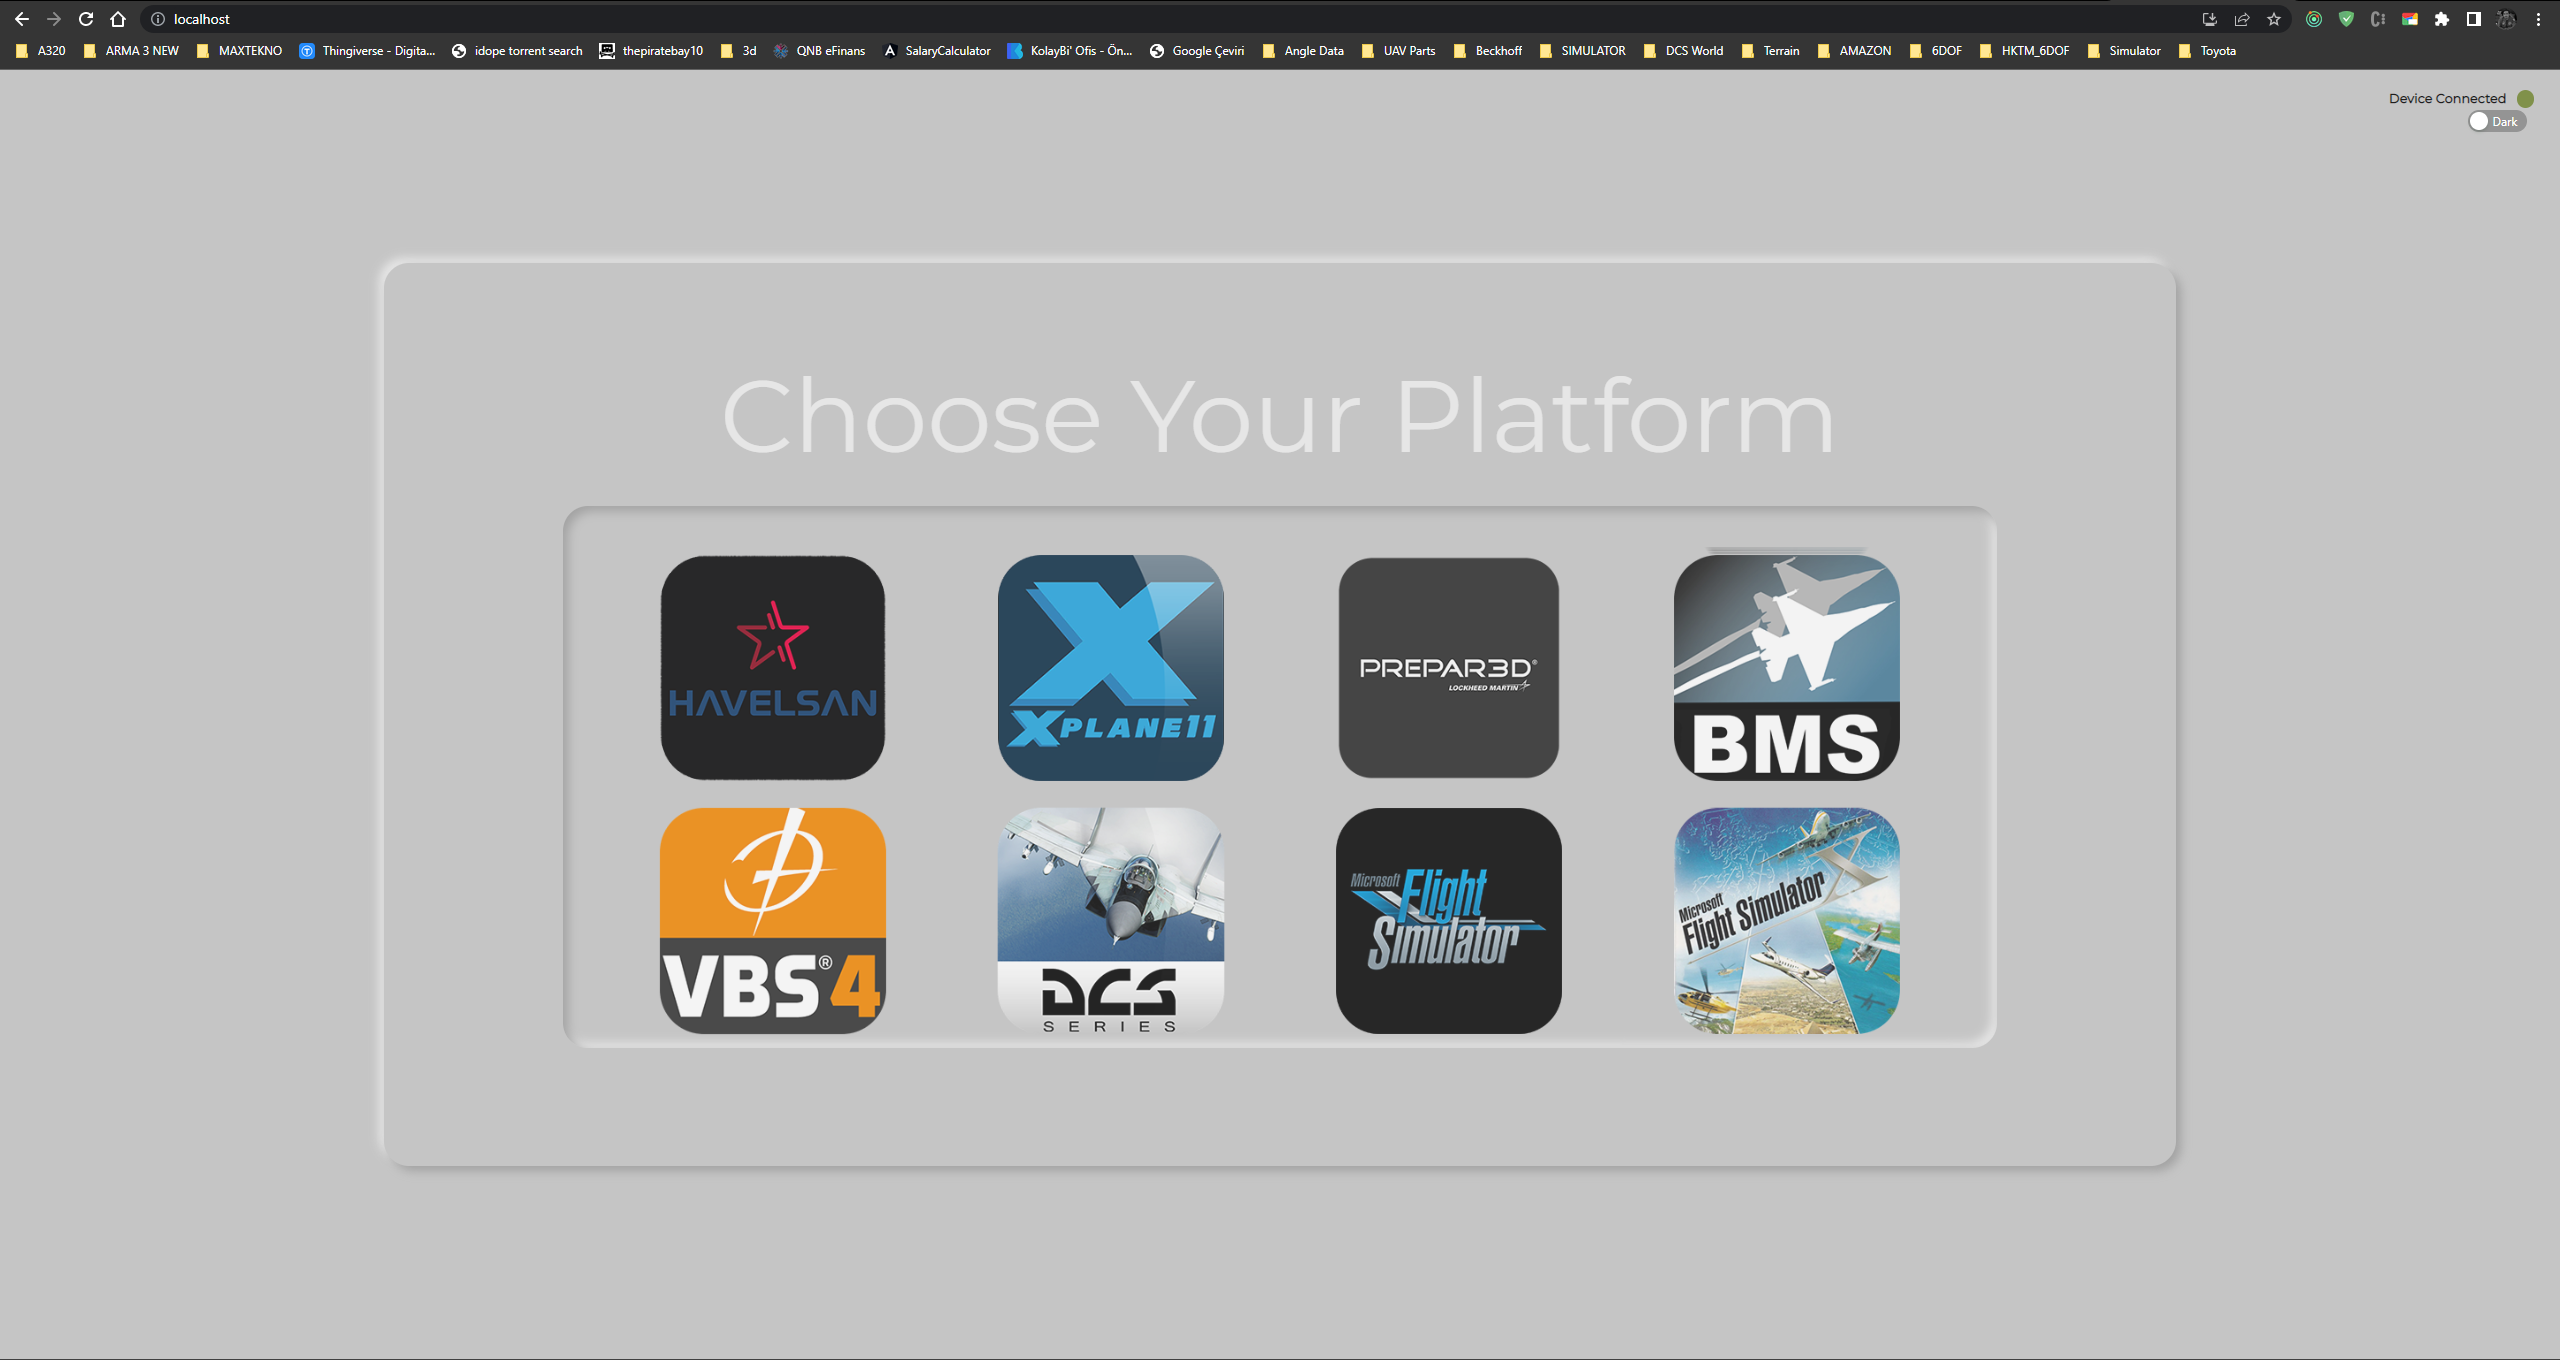 localhost
A320 ARMA 3 NEW MAXTEKNO Thingiverse - Digita... idope torrent search thepiratebay10 3d QNB eFinans SalaryCalculator KolayBi' Ofis - Ön... Google Çeviri Angle Data UAV Parts Beckhoff SIMULATOR DCS World Terrain AMAZON 6DOF HKTM_6DOF Simulator Toyota
Device Connected
Dark
Choose Your Platform
HAVELSAN
X PLANE 11
PREPAR3D®
LOCKHEED MARTIN
BMS
VBS®4
DCS
SERIES
Microsoft
Flight
Simulator
Microsoft
Flight Simulator X